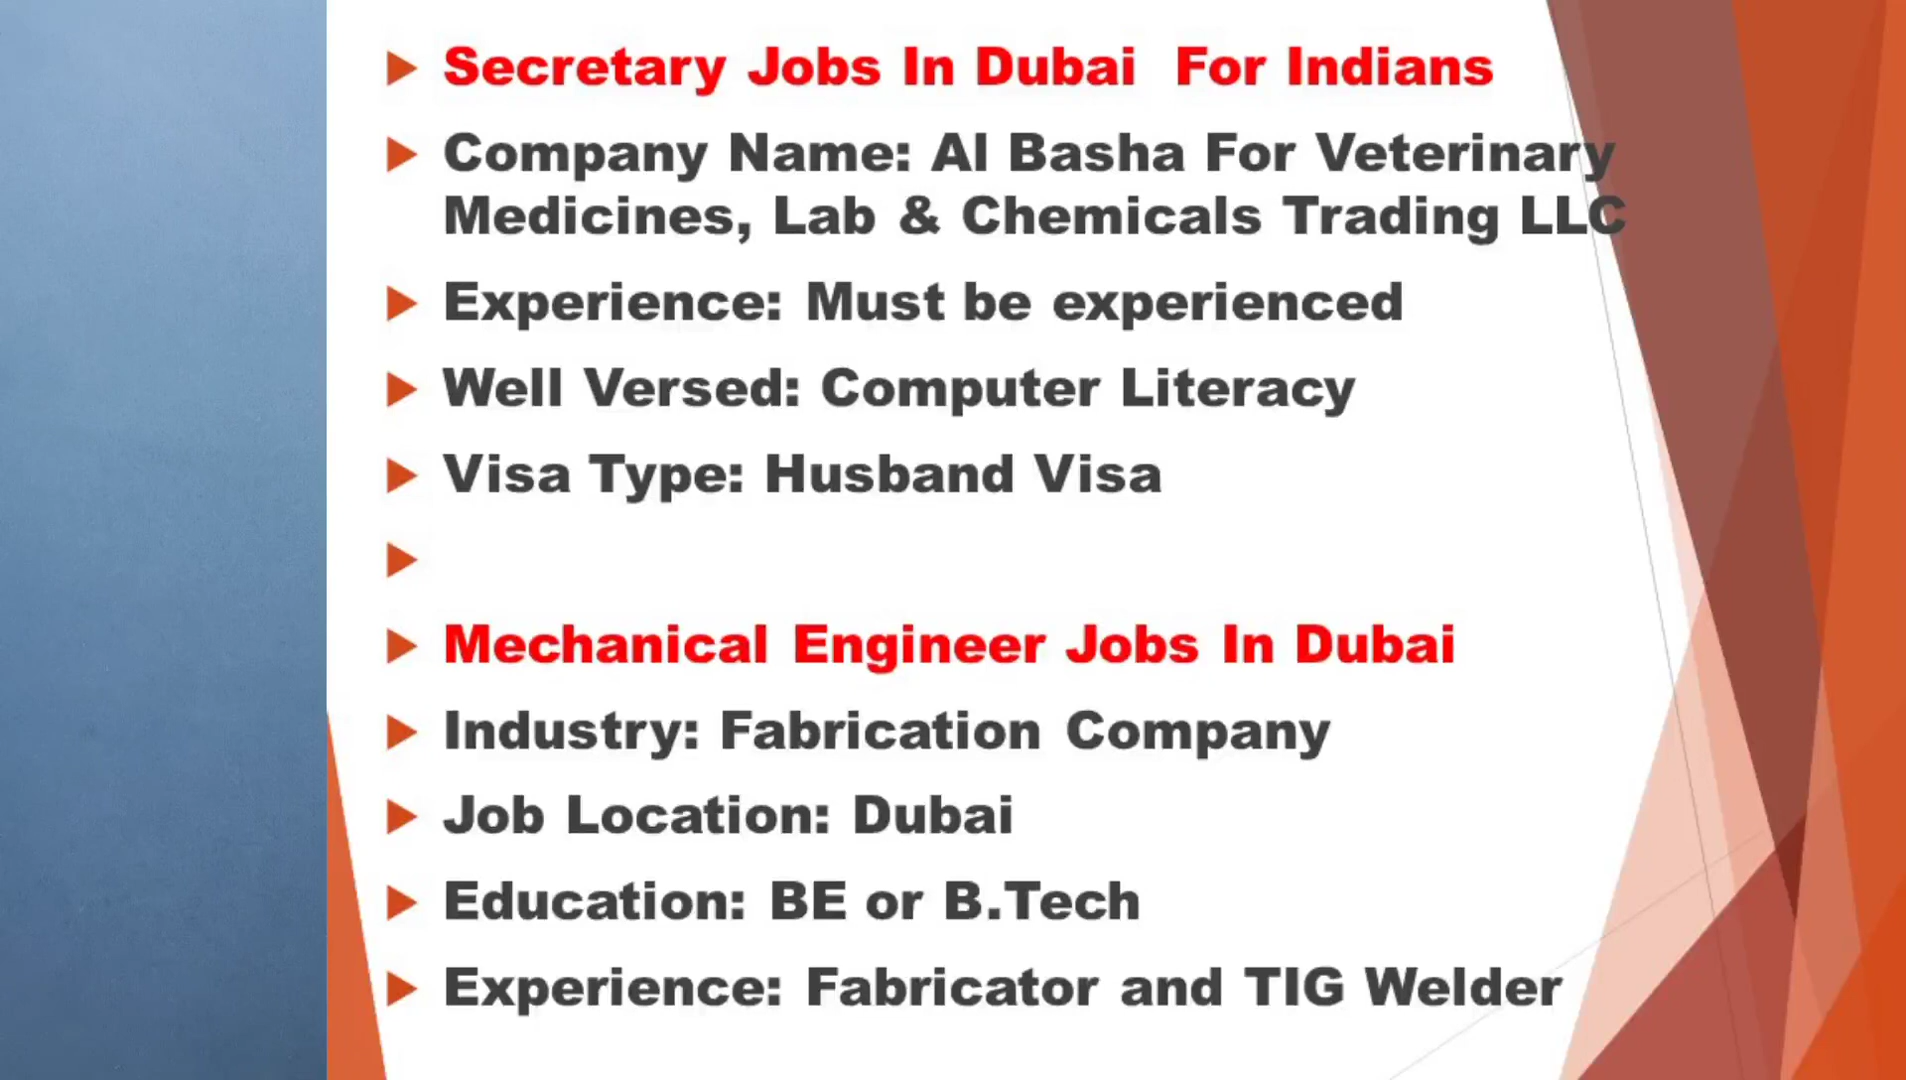 Secretary Jobs In Dubai  For Indians
Company Name: Al Basha For Veterinary
Medicines, Lab & Chemicals Trading LLC
Experience: Must be experienced
Well Versed: Computer Literacy
Visa Type: Husband Visa
Mechanical Engineer Jobs In Dubai
Industry: Fabrication Company
Job Location: Dubai
Education: BE or B.Tech
Experience: Fabricator and TIG Welder